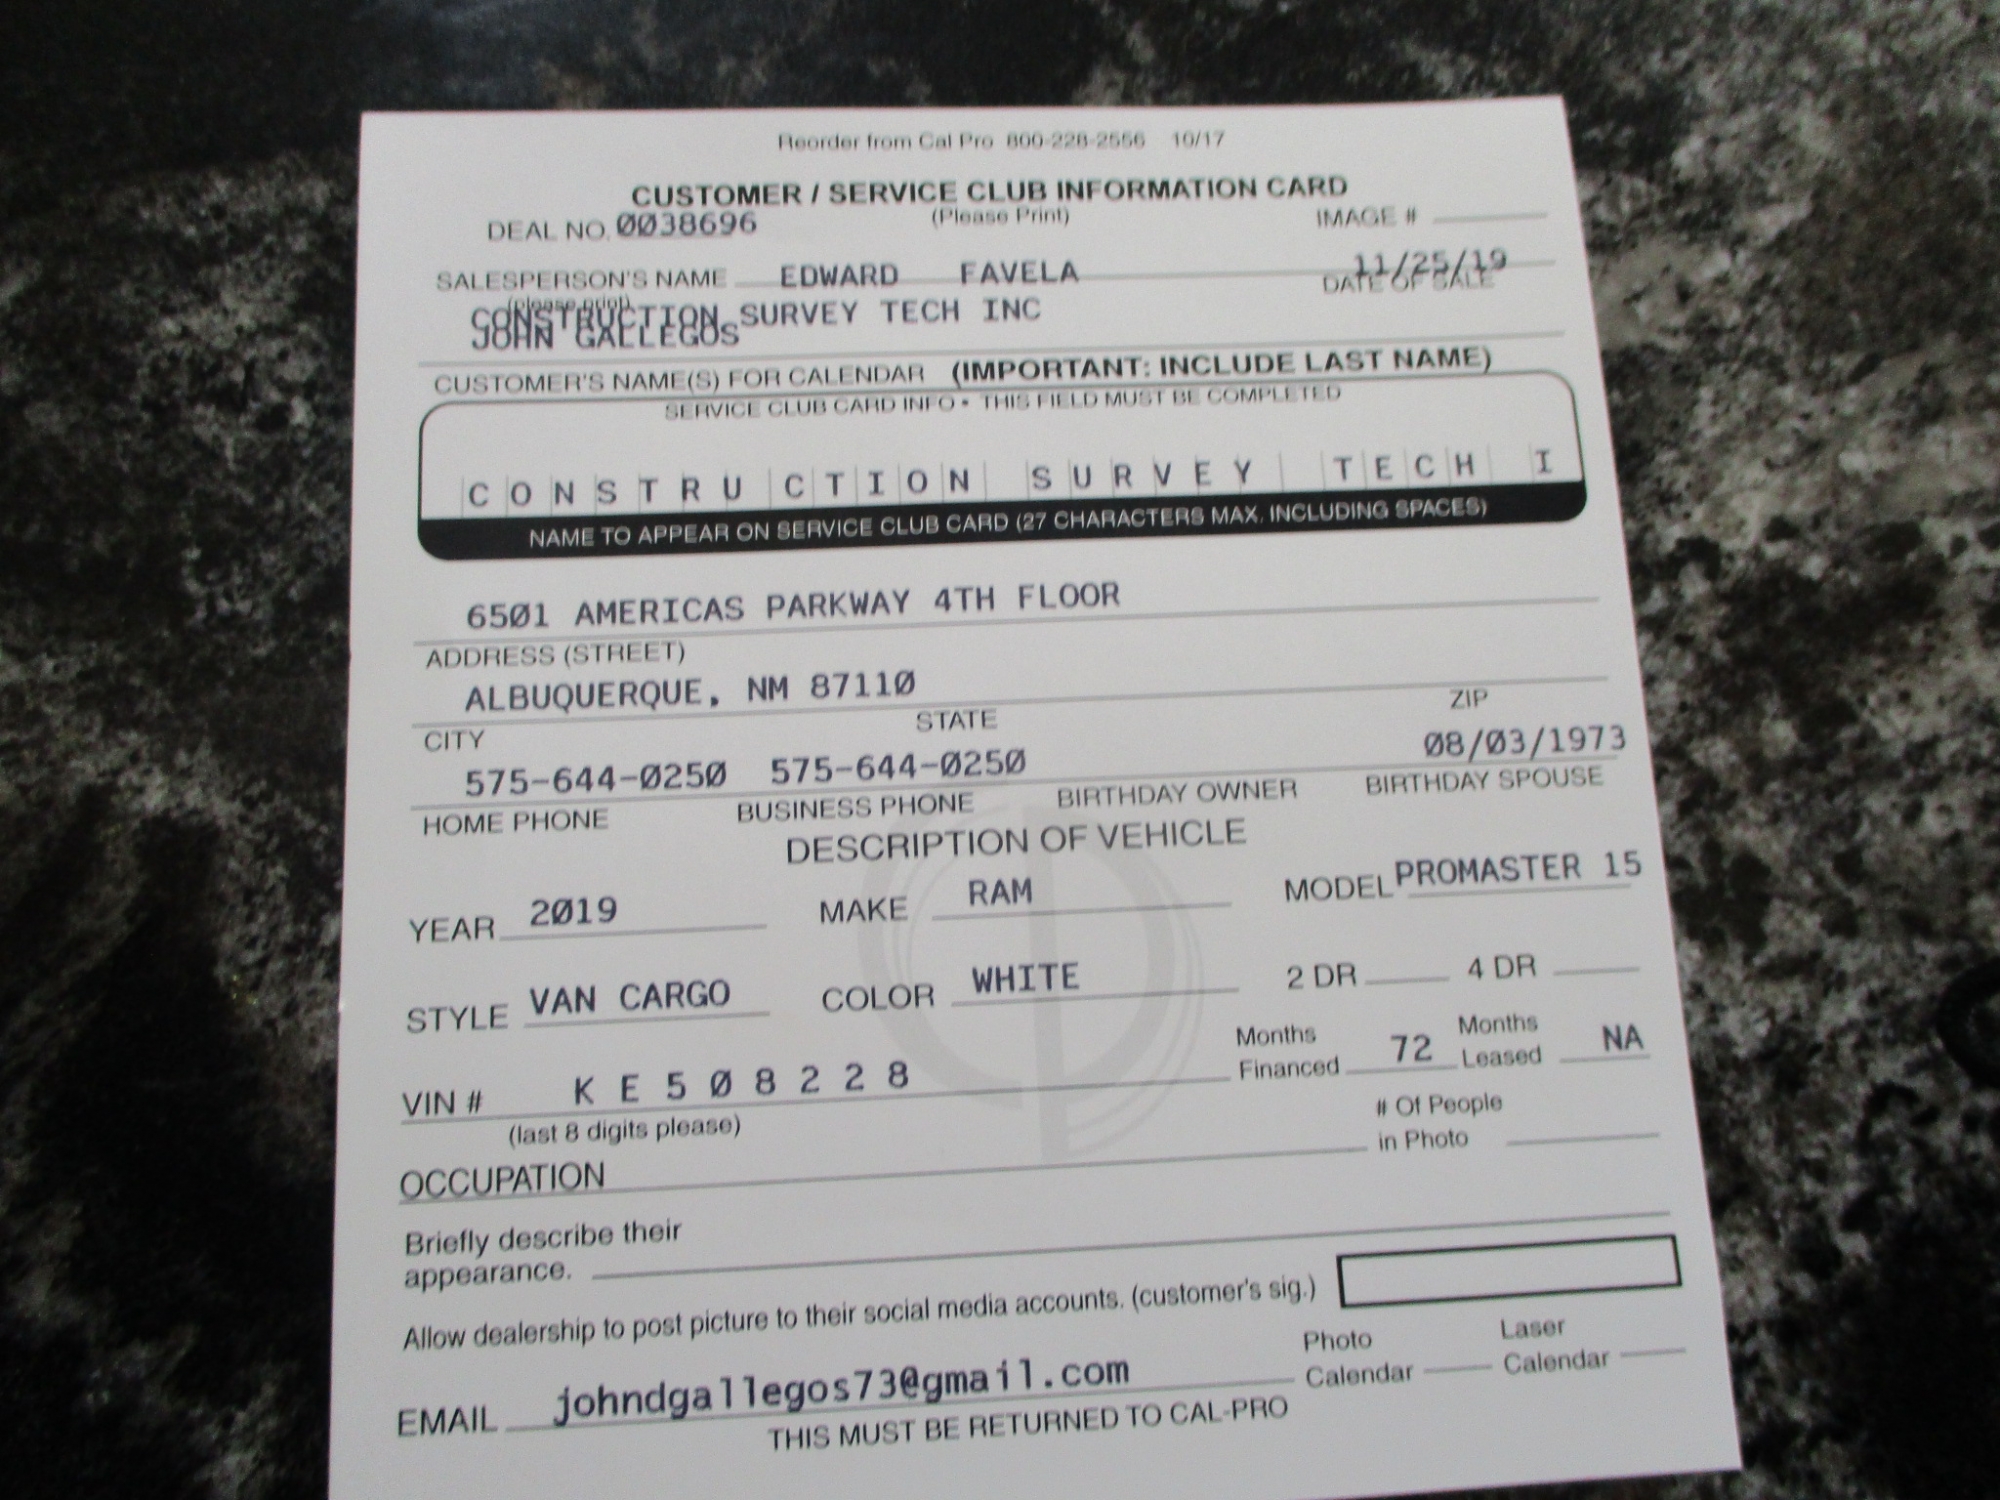 Reorder from Cal Pro 800-228-2556 10/17
CUSTOMER / SERVICE CLUB INFORMATION CARD
DEAL NO. 0038696 (Please Print) IMAGE #
SALESPERSON'S NAME EDWARD FAVELA 11/25/19
(please print) DATE OF SALE
CONSTRUCTION SURVEY TECH INC
JOHN GALLEGOS
CUSTOMER'S NAME(S) FOR CALENDAR (IMPORTANT: INCLUDE LAST NAME)
SERVICE CLUB CARD INFO • THIS FIELD MUST BE COMPLETED
CONSTRUCTION SURVEY TECH I
NAME TO APPEAR ON SERVICE CLUB CARD (27 CHARACTERS MAX. INCLUDING SPACES)
6501 AMERICAS PARKWAY 4TH FLOOR
ADDRESS (STREET)
ALBUQUERQUE, NM 87110
CITY STATE ZIP
575-644-0250 575-644-0250 08/03/1973
HOME PHONE BUSINESS PHONE BIRTHDAY OWNER BIRTHDAY SPOUSE
DESCRIPTION OF VEHICLE
YEAR 2019 MAKE RAM MODEL PROMASTER 15
STYLE VAN CARGO COLOR WHITE 2 DR 4 DR
VIN # KE508228 Months Financed 72 Months Leased NA
(last 8 digits please)
OCCUPATION # Of People in Photo
Briefly describe their
appearance.
Allow dealership to post picture to their social media accounts. (customer's sig.)
EMAIL johndgallegos73@gmail.com Photo Calendar Laser Calendar
THIS MUST BE RETURNED TO CAL-PRO